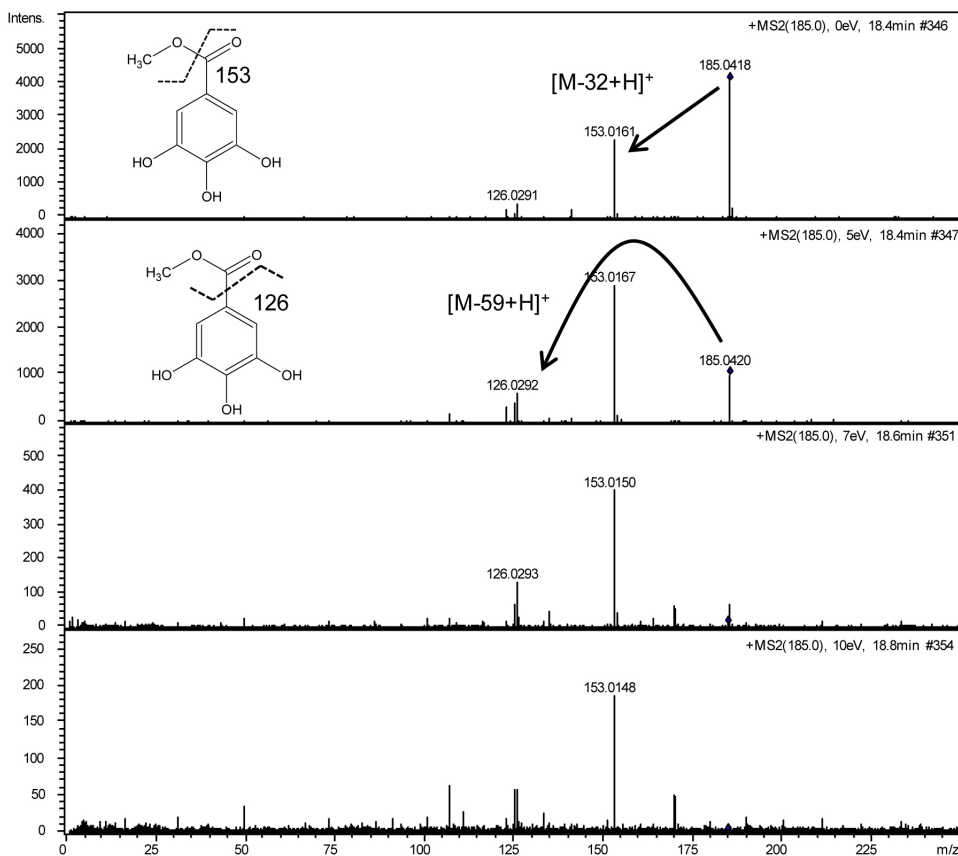 Intens.
+MS2(185.0), 0eV, 18.4min #346
5000
4000
3000
2000
1000
0
O
O
H3C
153
HO
OH
OH
[M-32+H]+
185.0418
153.0161
126.0291
+MS2(185.0), 5eV, 18.4min #347
4000
3000
2000
1000
0
O
O
H3C
126
HO
OH
OH
[M-59+H]+
153.0167
185.0420
126.0292
+MS2(185.0), 7eV, 18.6min #351
500
400
300
200
100
0
153.0150
126.0293
+MS2(185.0), 10eV, 18.8min #354
250
200
150
100
50
0
153.0148
0 25 50 75 100 125 150 175 200 225 m/z